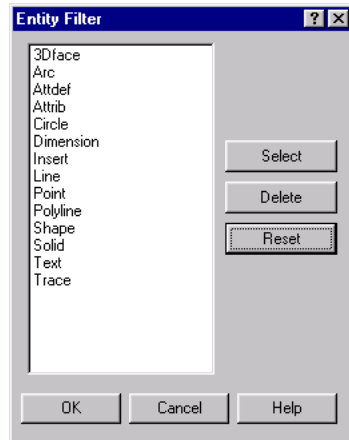 Entity Filter
3Dface
Arc
Attdef
Attrib
Circle
Dimension
Insert
Line
Point
Polyline
Shape
Solid
Text
Trace
Select
Delete
Reset
OK Cancel Help